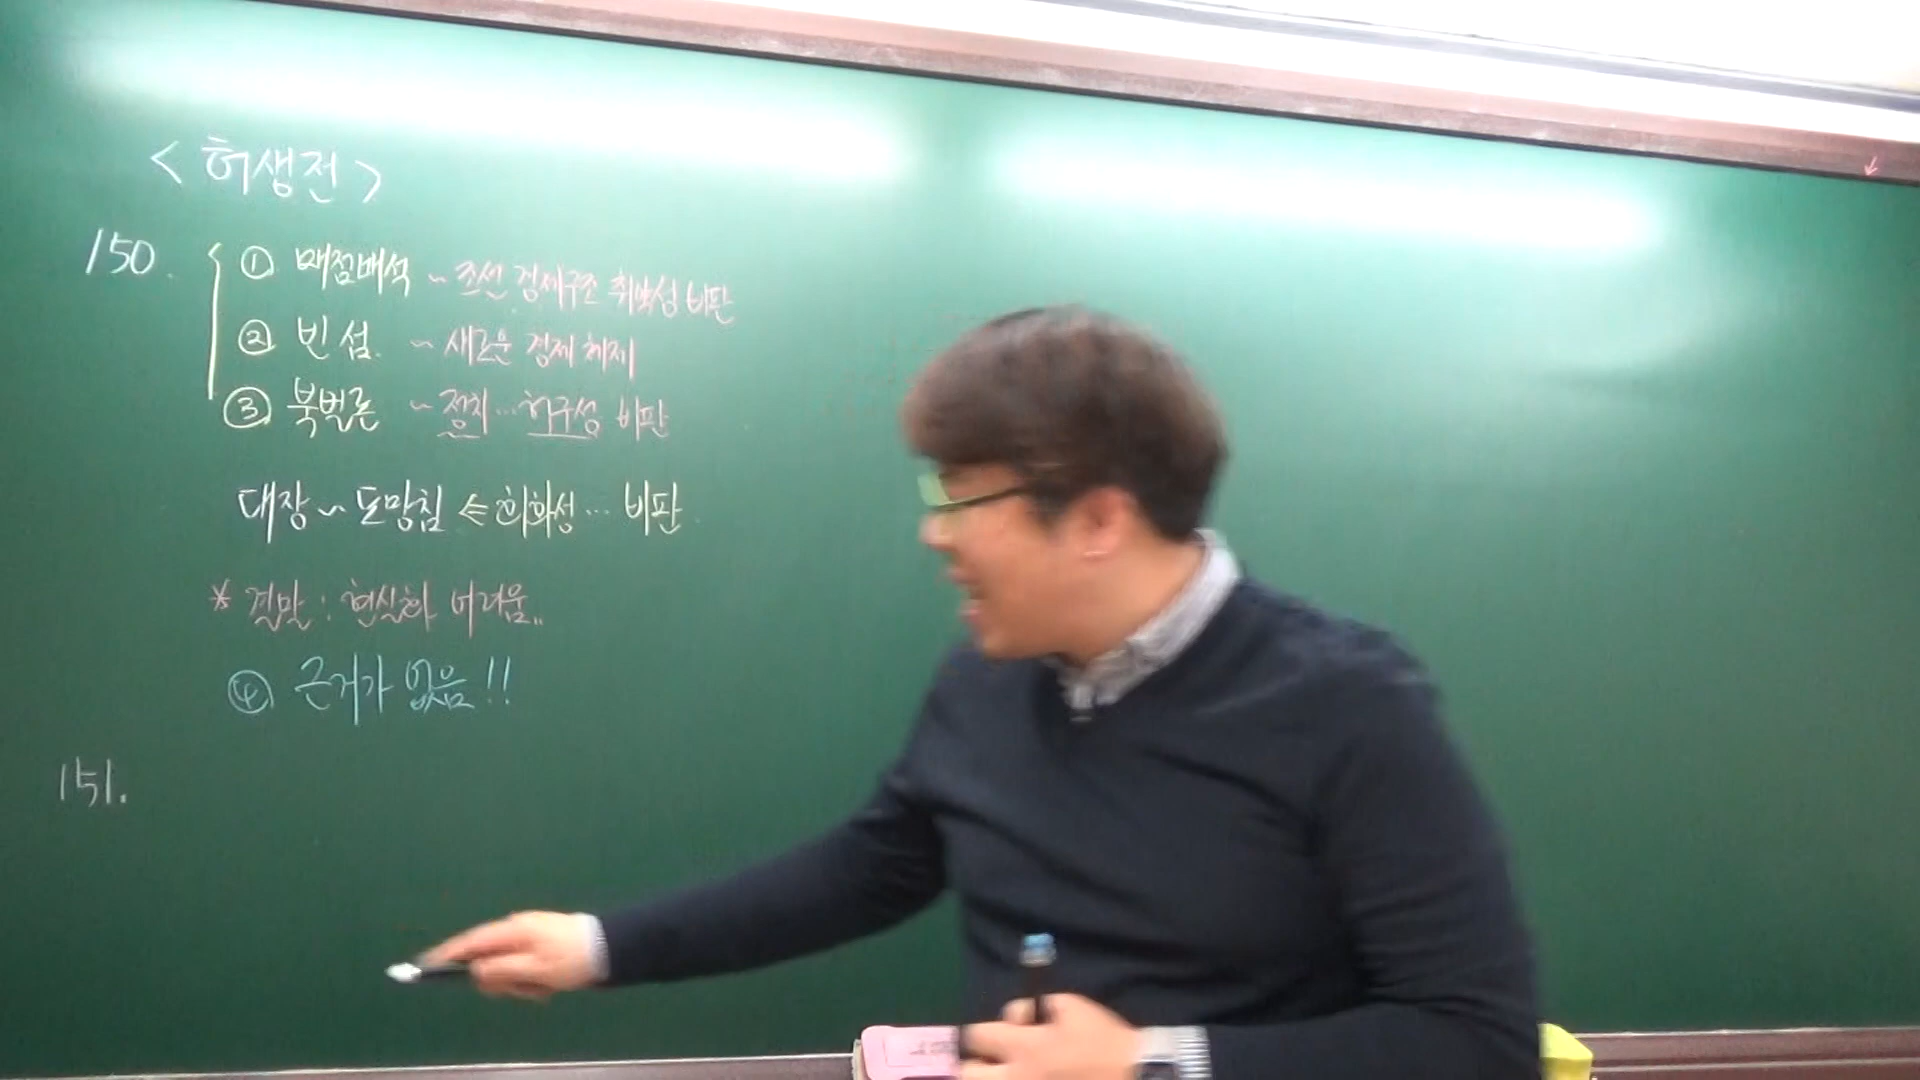 < 허생전 >
150. ① 매점매석 ~ 조선 경제구조 취약성 비판
② 빈 섬. ~ 새로운 경제 체제
③ 북벌론 ~ 정치... 허구성 비판
대장 ~ 도망침 ⇐ 희화성... 비판
* 결말 : 현실화 어려움..
④ 근거가 없음!!
151.